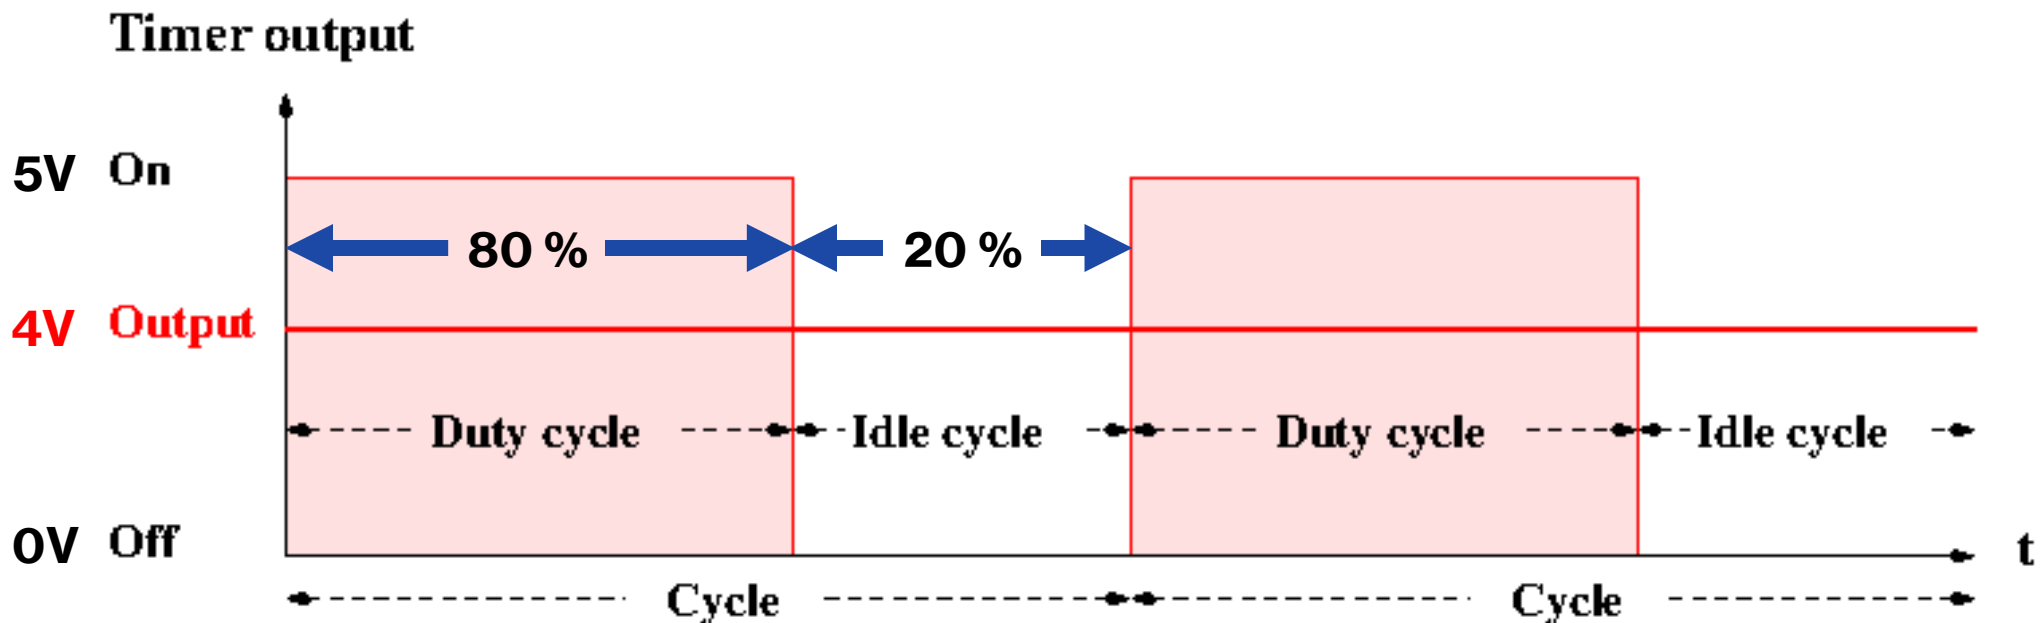 Timer output
5V On
80 % 20 %
4V Output
Duty cycle Idle cycle Duty cycle Idle cycle
0V Off
t
Cycle Cycle